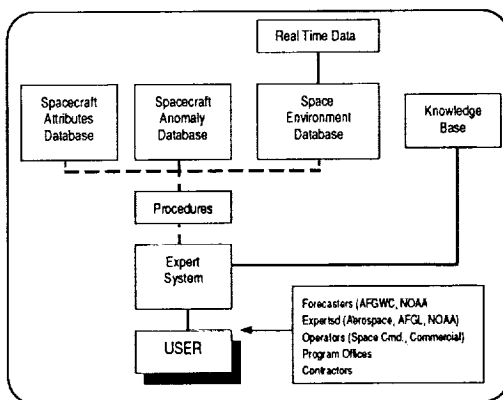 Real Time Data
Spacecraft
Attributes
Database
Spacecraft
Anomaly
Database
Space
Environment
Database
Knowledge
Base
Procedures
Expert
System
USER
Forecasters (AFGWC, NOAA
Expertsd (Aerospace, AFGL, NOAA)
Operators (Space Cmd., Commercial)
Program Offices
Contractors